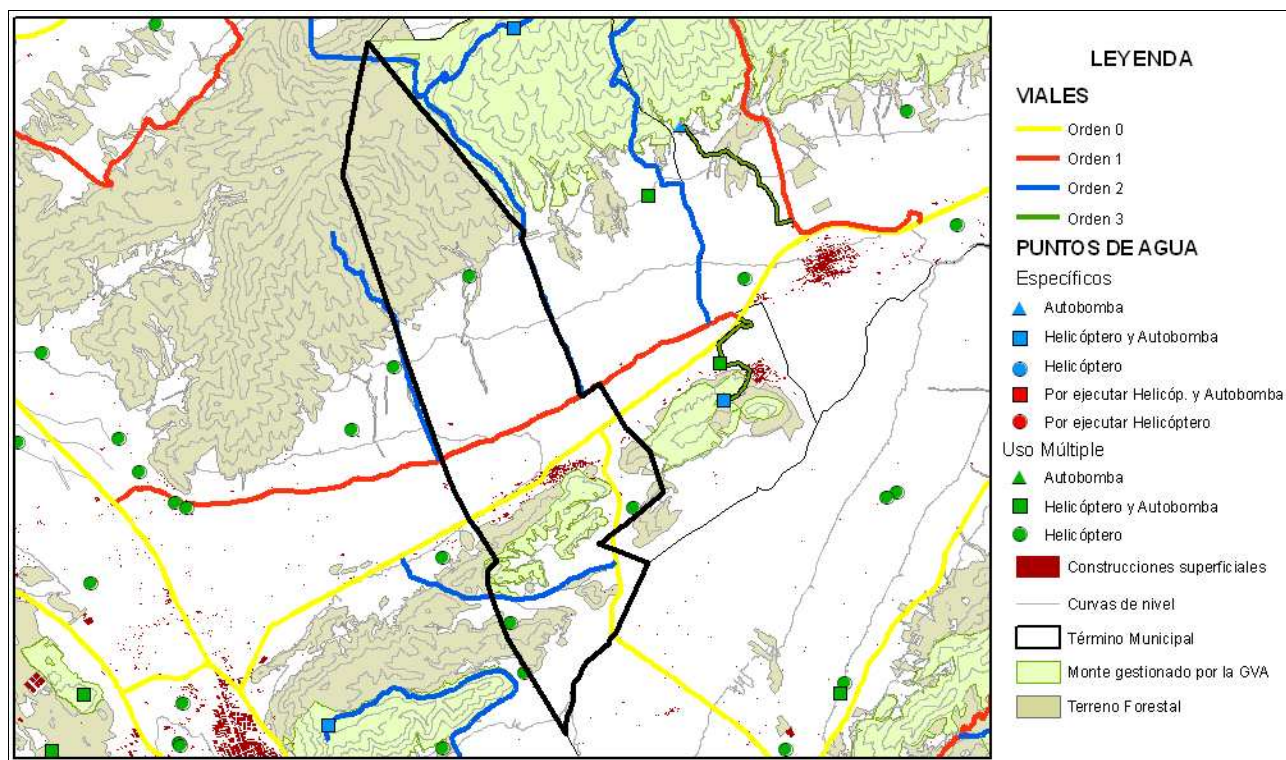 LEYENDA
VIALES
Orden 0
Orden 1
Orden 2
Orden 3
PUNTOS DE AGUA
Específicos
Autobomba
Helicóptero y Autobomba
Helicóptero
Por ejecutar Helicóp. y Autobomba
Por ejecutar Helicóptero
Uso Múltiple
Autobomba
Helicóptero y Autobomba
Helicóptero
Construcciones superficiales
Curvas de nivel
Término Municipal
Monte gestionado por la GVA
Terreno Forestal